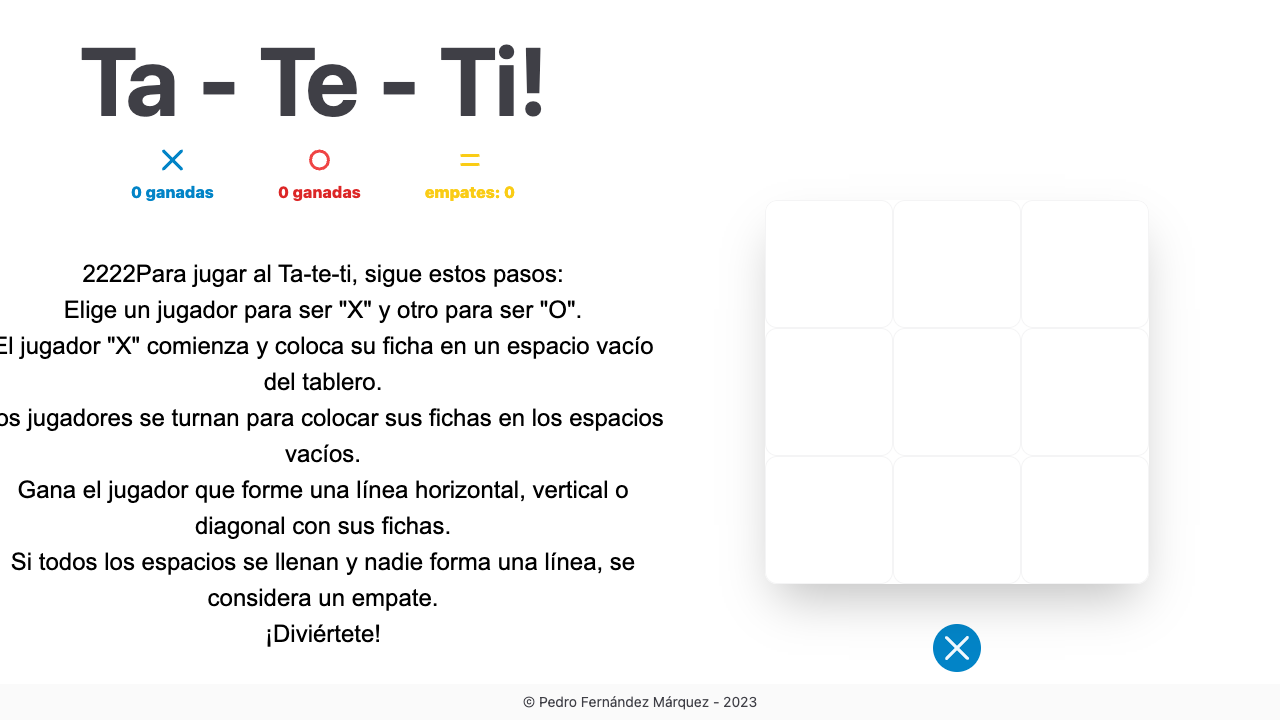 Ta - Te - Ti!
0 ganadas
0 ganadas
empates: 0
2222Para jugar al Ta-te-ti, sigue estos pasos:
Elige un jugador para ser "X" y otro para ser "O".
El jugador "X" comienza y coloca su ficha en un espacio vacío
del tablero.
os jugadores se turnan para colocar sus fichas en los espacios
vacíos.
Gana el jugador que forme una línea horizontal, vertical o
diagonal con sus fichas.
Si todos los espacios se llenan y nadie forma una línea, se
considera un empate.
¡Diviértete!
© Pedro Fernández Márquez - 2023